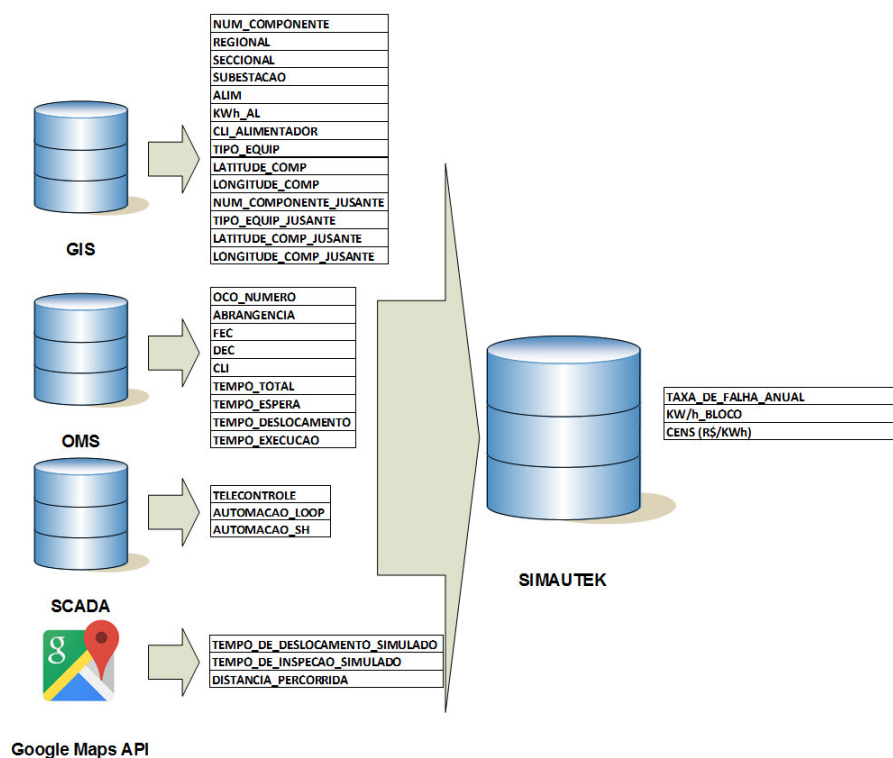 NUM_COMPONENTE
REGIONAL
SECCIONAL
SUBESTACAO
ALIM
KWh_AL
CLI_ALIMENTADOR
TIPO_EQUIP
LATITUDE_COMP
LONGITUDE_COMP
NUM_COMPONENTE_JUSANTE
TIPO_EQUIP_JUSANTE
LATITUDE_COMP_JUSANTE
LONGITUDE_COMP_JUSANTE
GIS
OCO_NUMERO
ABRANGENCIA
FEC
DEC
CLI
TEMPO_TOTAL
TEMPO_ESPERA
TEMPO_DESLOCAMENTO
TEMPO_EXECUCAO
OMS
TELECONTROLE
AUTOMACAO_LOOP
AUTOMACAO_SH
SCADA
g
TEMPO_DE_DESLOCAMENTO_SIMULADO
TEMPO_DE_INSPECAO_SIMULADO
DISTANCIA_PERCORRIDA
Google Maps API
SIMAUTEK
TAXA_DE_FALHA_ANUAL
KW/h_BLOCO
CENS (R$/KWh)